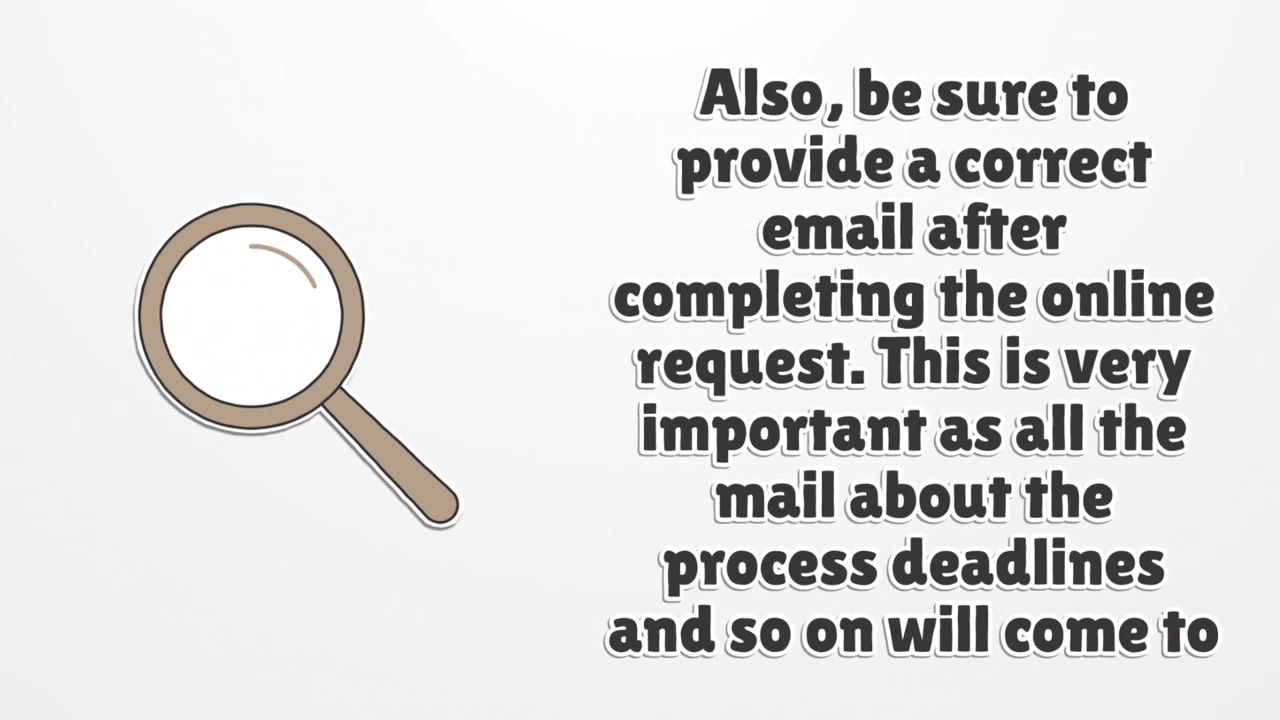 Also, be sure to
provide a correct
email after
completing the online
request. This is very
important as all the
mail about the
process deadlines
and so on will come to